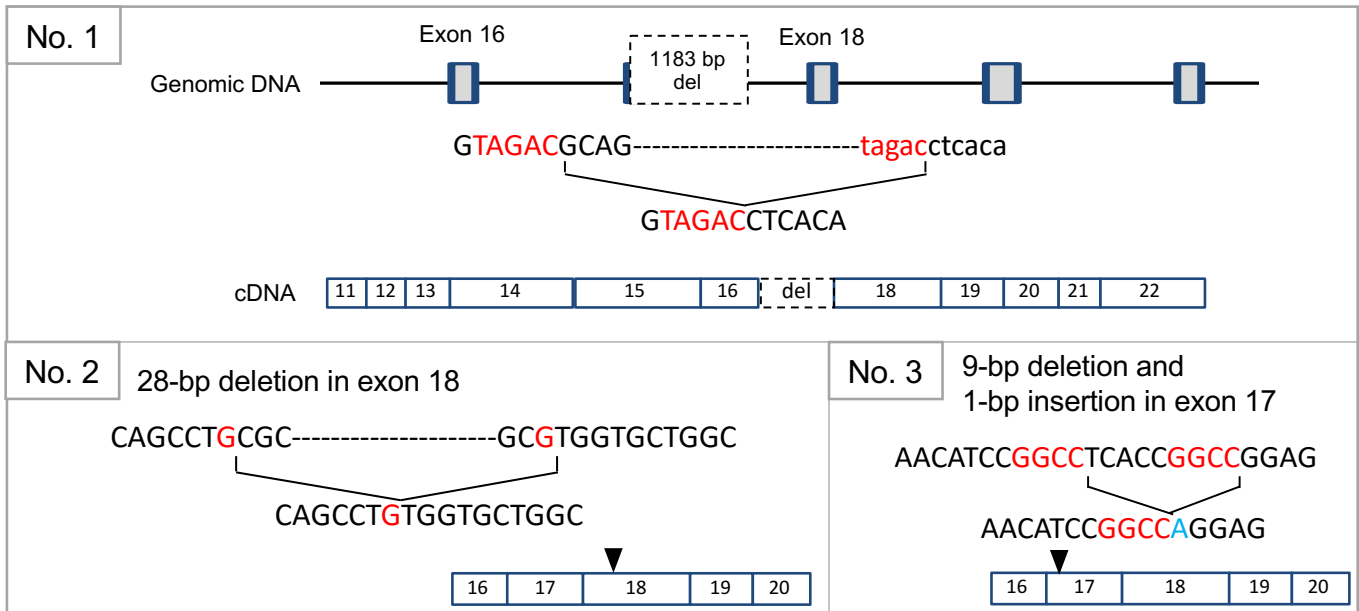 No. 1
Exon 16
Exon 18
Genomic DNA
1183 bp
del
GTAGACGCAG-----------------------tagacctcaca
GTAGACCTCACA
cDNA
11 12 13 14 15 16 del 18 19 20 21 22
No. 2
28-bp deletion in exon 18
CAGCCTGCGC---------------------GCGTGGTGCTGGC
CAGCCTGTGGTGCTGGC
16 17 18 19 20
No. 3
9-bp deletion and
1-bp insertion in exon 17
AACATCCGGCCTCACCGGCCGGAG
AACATCCGGCCAGGAG
16 17 18 19 20